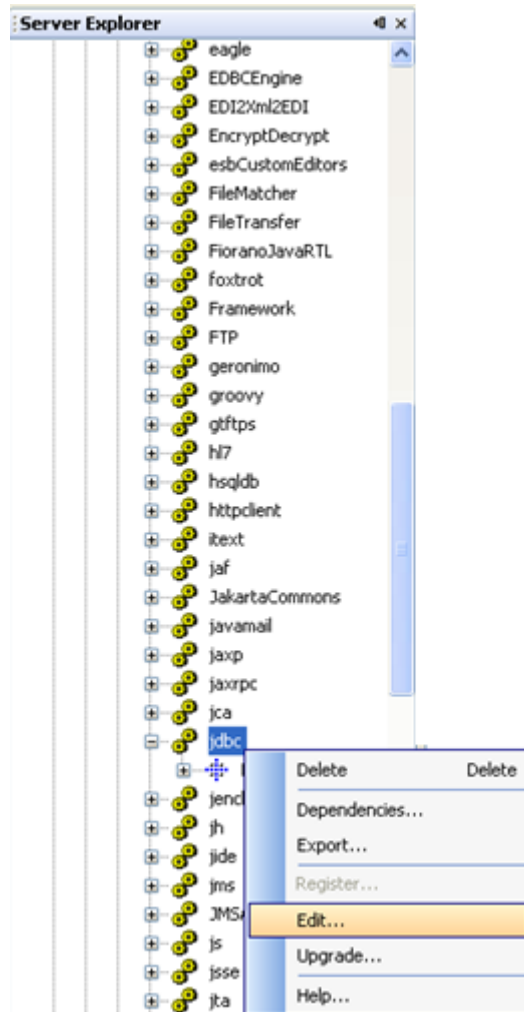 Server Explorer
eagle
EDBCEngine
EDI2Xml2EDI
EncryptDecrypt
esbCustomEditors
FileMatcher
FileTransfer
FioranoJavaRTL
foxtrot
Framework
FTP
geronimo
groovy
gtftps
hl7
hsqldb
httpclient
itext
jaf
JakartaCommons
javamail
jaxp
jaxrpc
jca
jdbc
Delete Delete
Dependencies...
Export...
Register...
Edit...
Upgrade...
Help...
jh
jide
jms
js
jsse
jta